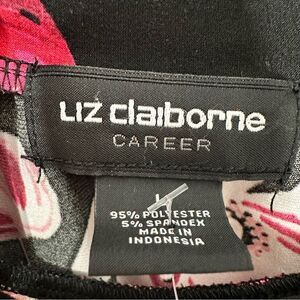 Liz claiborne
CAREER
L
95% POLYESTER
5% SPANDEX
MADE IN
INDONESIA